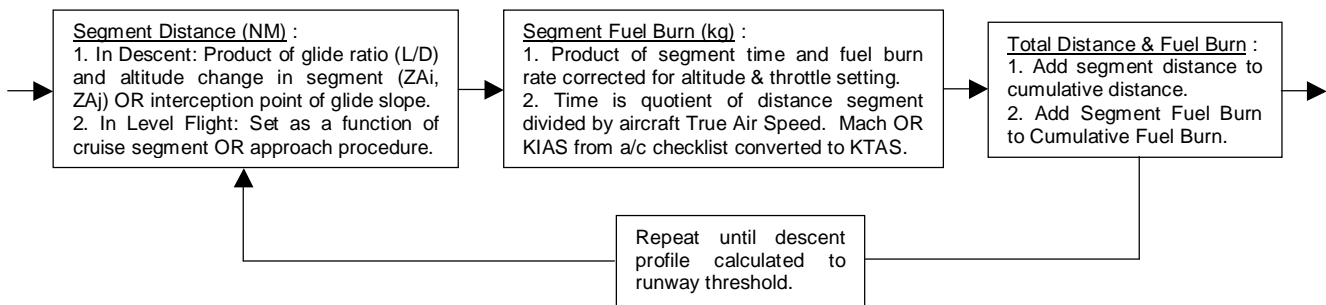 Segment Distance (NM) :
1. In Descent: Product of glide ratio (L/D)
and altitude change in segment (ZAi,
ZAj) OR interception point of glide slope.
2. In Level Flight: Set as a function of
cruise segment OR approach procedure.
Segment Fuel Burn (kg) :
1. Product of segment time and fuel burn
rate corrected for altitude & throttle setting.
2. Time is quotient of distance segment
divided by aircraft True Air Speed. Mach OR
KIAS from a/c checklist converted to KTAS.
Total Distance & Fuel Burn :
1. Add segment distance to
cumulative distance.
2. Add Segment Fuel Burn
to Cumulative Fuel Burn.
Repeat until descent
profile calculated to
runway threshold.